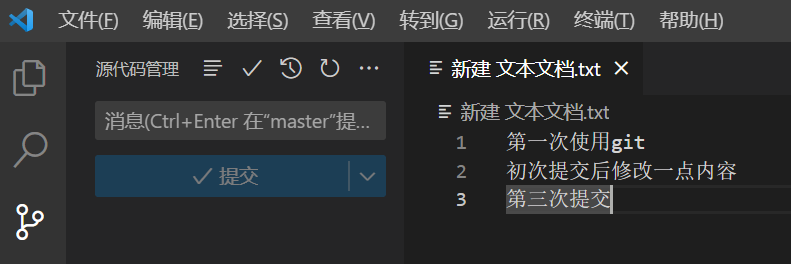 文件(F) 编辑(E) 选择(S) 查看(V) 转到(G) 运行(R) 终端(T) 帮助(H)
源代码管理
消息(Ctrl+Enter 在“master”提...
提交
新建 文本文档.txt
新建 文本文档.txt
1 第一次使用git
2 初次提交后修改一点内容
3 第三次提交